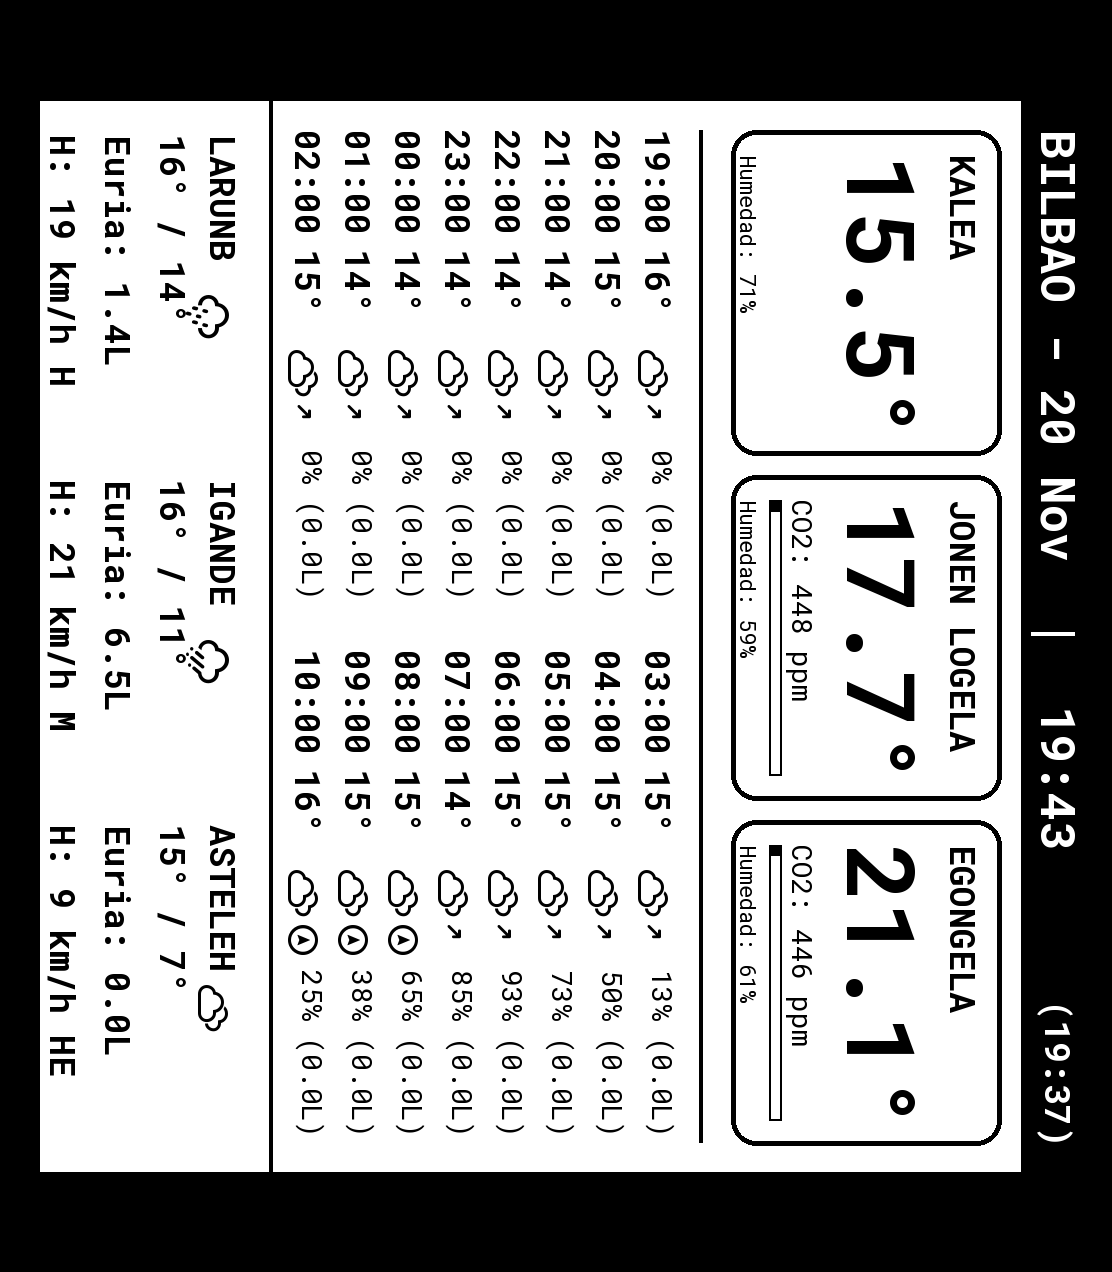 BILBAO - 20 Nov | 19:43 (19:37)
KALEA
15.5°
Humedad: 71%
JONEN LOGELA
17.7°
CO2: 448 ppm
Humedad: 59%
EGONGELA
21.1°
CO2: 446 ppm
Humedad: 61%
19:00 16° ↗ 0% (0.0L)
20:00 15° ↗ 0% (0.0L)
21:00 14° ↗ 0% (0.0L)
22:00 14° ↗ 0% (0.0L)
23:00 14° ↗ 0% (0.0L)
00:00 14° ↗ 0% (0.0L)
01:00 14° ↗ 0% (0.0L)
02:00 15° ↗ 0% (0.0L)
03:00 15° ↗ 13% (0.0L)
04:00 15° ↗ 50% (0.0L)
05:00 15° ↗ 73% (0.0L)
06:00 15° ↗ 93% (0.0L)
07:00 14° ↗ 85% (0.0L)
08:00 15° 65% (0.0L)
09:00 15° 38% (0.0L)
10:00 16° 25% (0.0L)
LARUNB
16° / 14°
Euria: 1.4L
H: 19 km/h H
IGANDE
16° / 11°
Euria: 6.5L
H: 21 km/h M
ASTELEH
15° / 7°
Euria: 0.0L
H: 9 km/h HE